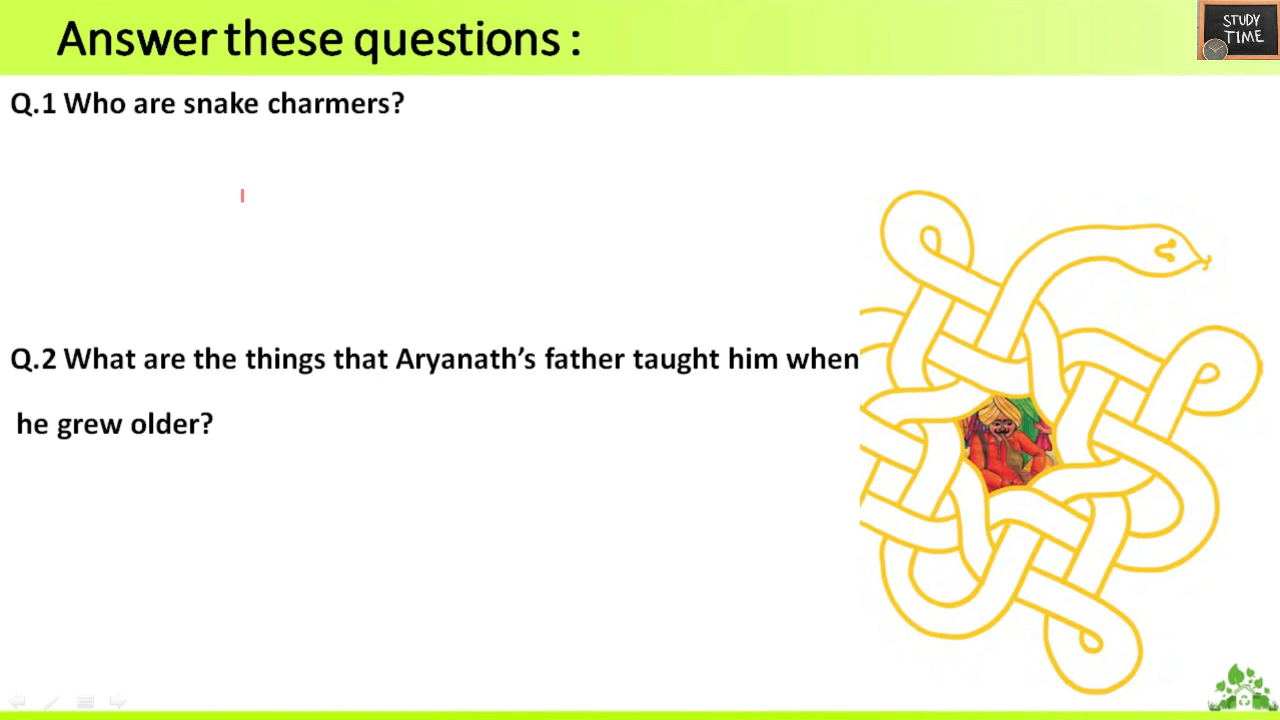 Answer these questions :
STUDY
TIME
Q.1 Who are snake charmers?
Q.2 What are the things that Aryanath’s father taught him when
he grew older?